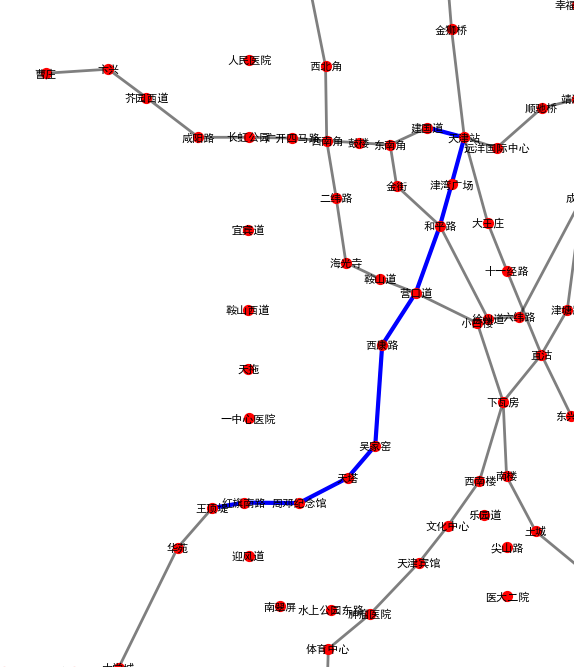 幸福
金狮桥
人民医院
西北角
曹庄
卞兴
芥园西道
靖
顺驰桥
建国道
咸阳路
长虹公园
广开四马路
西南角
鼓楼
东南角
天津站
远洋国际中心
金街
津湾广场
二纬路
成
大王庄
和平路
宜宾道
海光寺
鞍山道
十一经路
营口道
鞍山西道
小白楼
徐州道
六纬路
津
西康路
直沽
天拖
下瓦房
一中心医院
东
吴家窑
天塔
西南楼
南楼
红旗南路
周邓纪念馆
王顶堤
乐园道
文化中心
土城
华苑
尖山路
迎风道
天津宾馆
医大二院
南翠屏
水上公园东路
肿瘤医院
体育中心
大学城